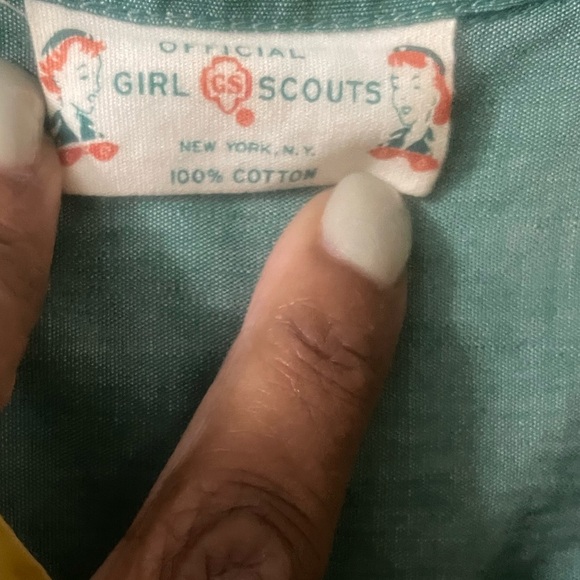 OFFICIAL
GIRL GS SCOUTS
NEW YORK, N.Y.
100% COTTON